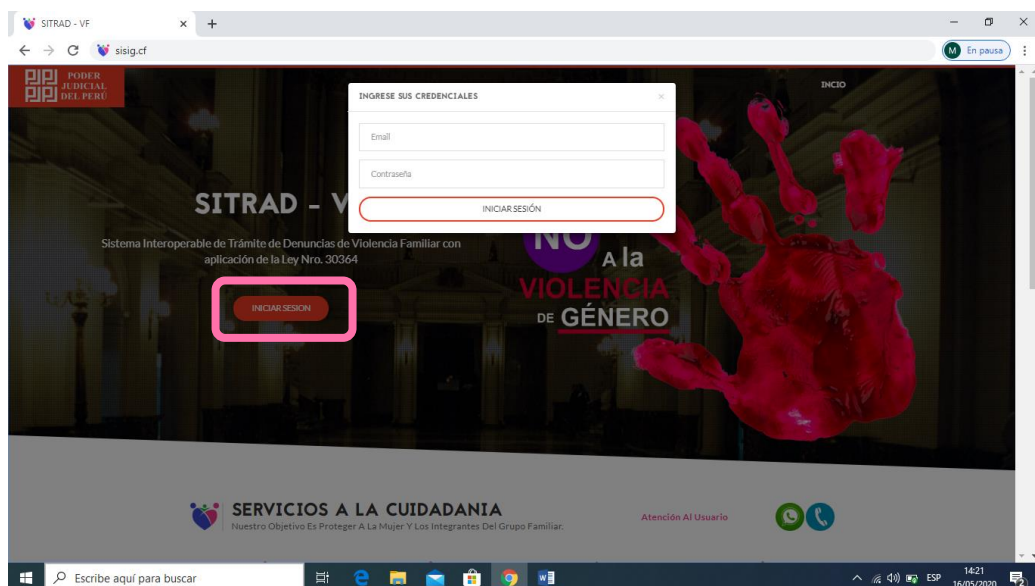 SITRAD - VF
sisig.cf
M En pausa
PODER
JUDICIAL
DEL PERÚ
INCIO
INGRESE SUS CREDENCIALES
Email
Contraseña
INICIAR SESIÓN
SITRAD - V
Sistema Interoperable de Trámite de Denuncias de Violencia Familiar con
aplicación de la Ley Nro. 30364
INICIAR SESION
NO
A la
VIOLENCIA
DE GÉNERO
SERVICIOS A LA CUIDADANIA
Nuestro Objetivo Es Proteger A La Mujer Y Los Integrantes Del Grupo Familiar.
Atención Al Usuario
Escribe aquí para buscar
ESP
14:21
16/05/2020
2